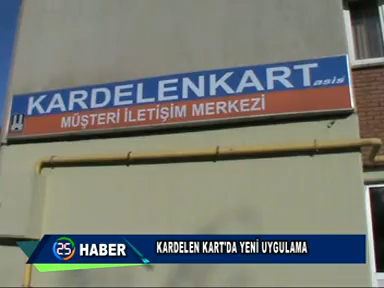 KARDELENKART
asis
MÜŞTERİ İLETİŞİM MERKEZİ
25 HABER
KARDELEN KART'DA YENİ UYGULAMA